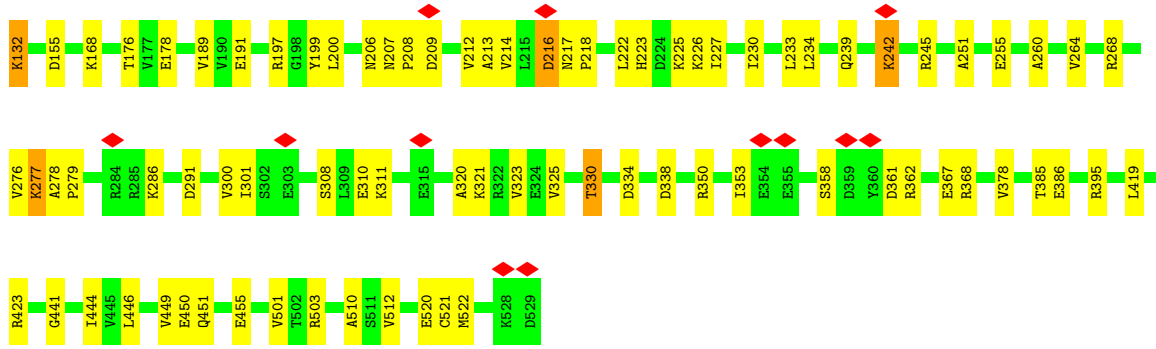 K132 D155 K168 T176 V177 E178 V189 V190 E191 R197 G198 Y199 L200 N206 N207 P208 D209 V212 A213 V214 L215 D216 N217 P218 L222 H223 D224 K225 K226 I227 I230 L233 L234 Q239 K242 R245 A251 E255 A260 V264 R268
V276 K277 A278 P279 R284 R285 K286 D291 V300 I301 S302 E303 S308 L309 E310 K311 E315 A320 K321 R322 V323 E324 V325 T330 D334 D338 R350 I353 E354 E355 S358 D359 Y360 D361 R362 E367 R368 V378 T385 E386 R395 L419
R423 G441 I444 V445 L446 V449 E450 Q451 E455 V501 T502 R503 A510 S511 V512 E520 C521 M522 K528 D529